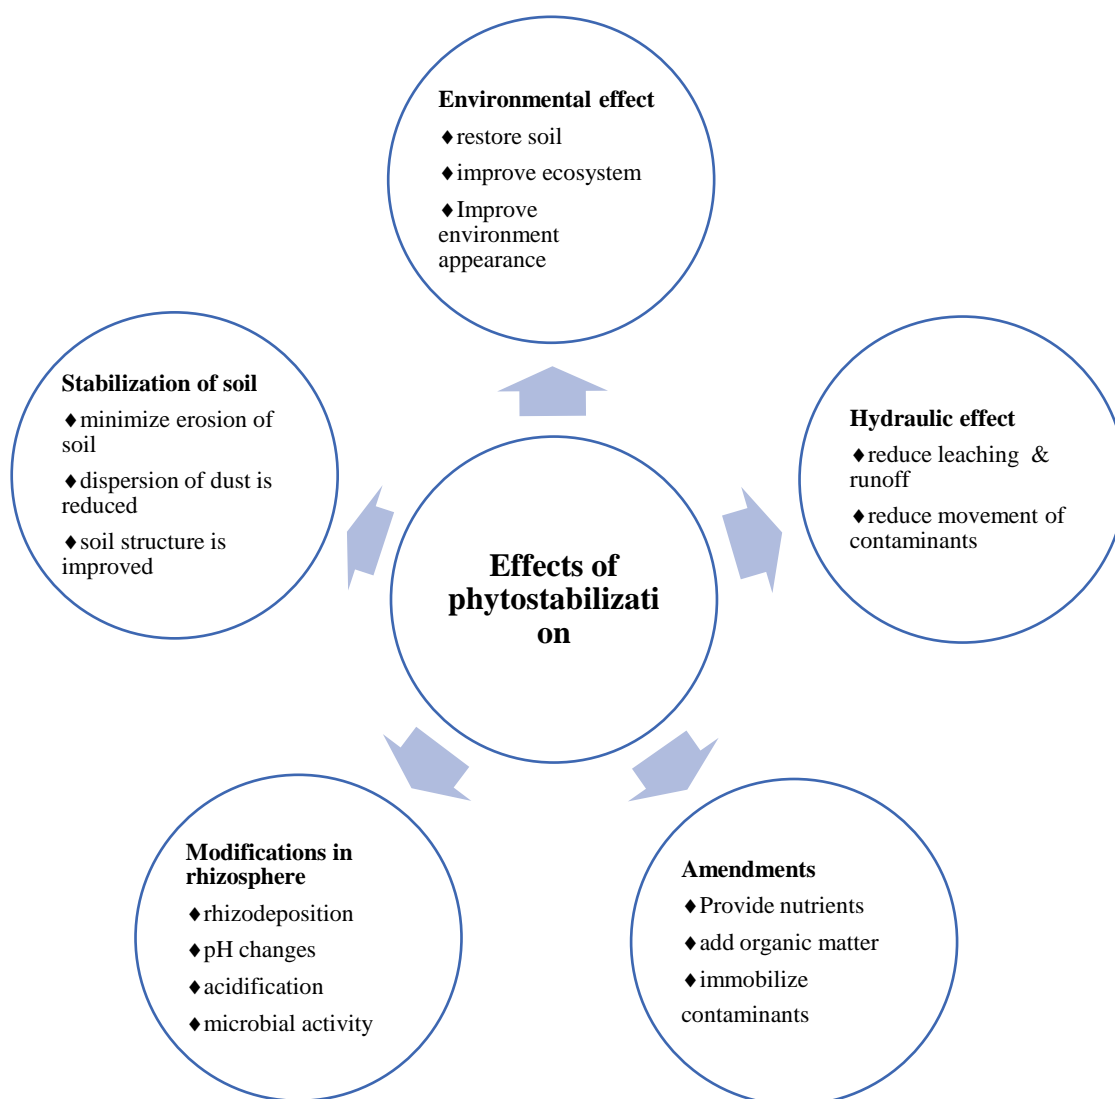 Environmental effect
♦restore soil
♦improve ecosystem
♦Improve
environment
appearance
Stabilization of soil
♦minimize erosion of
soil
♦dispersion of dust is
reduced
♦soil structure is
improved
Hydraulic effect
♦reduce leaching &
runoff
♦reduce movement of
contaminants
Effects of
phytostabilizati
on
Modifications in
rhizosphere
♦rhizodeposition
♦pH changes
♦acidification
♦microbial activity
Amendments
♦Provide nutrients
♦add organic matter
♦immobilize
contaminants